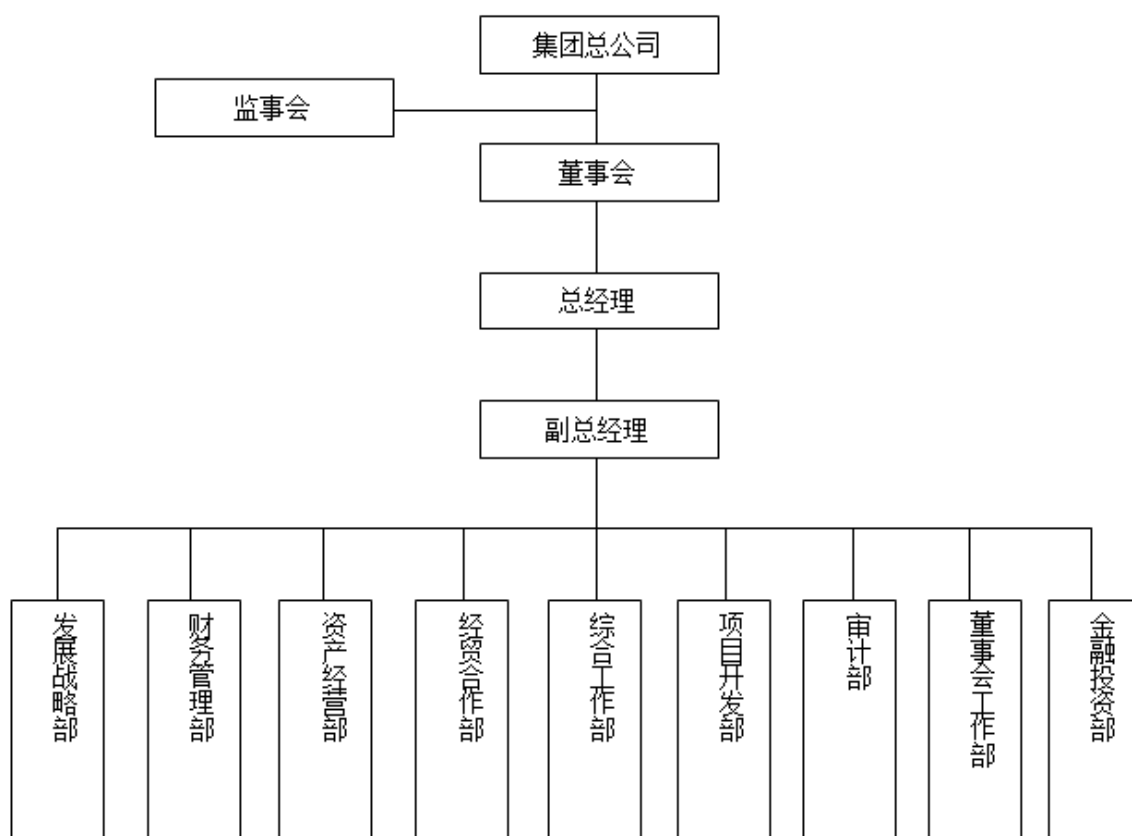 集团总公司
监事会
董事会
总经理
副总经理
发展战略部
财务管理部
资产经营部
经贸合作部
综合工作部
项目开发部
审计部
董事会工作部
金融投资部